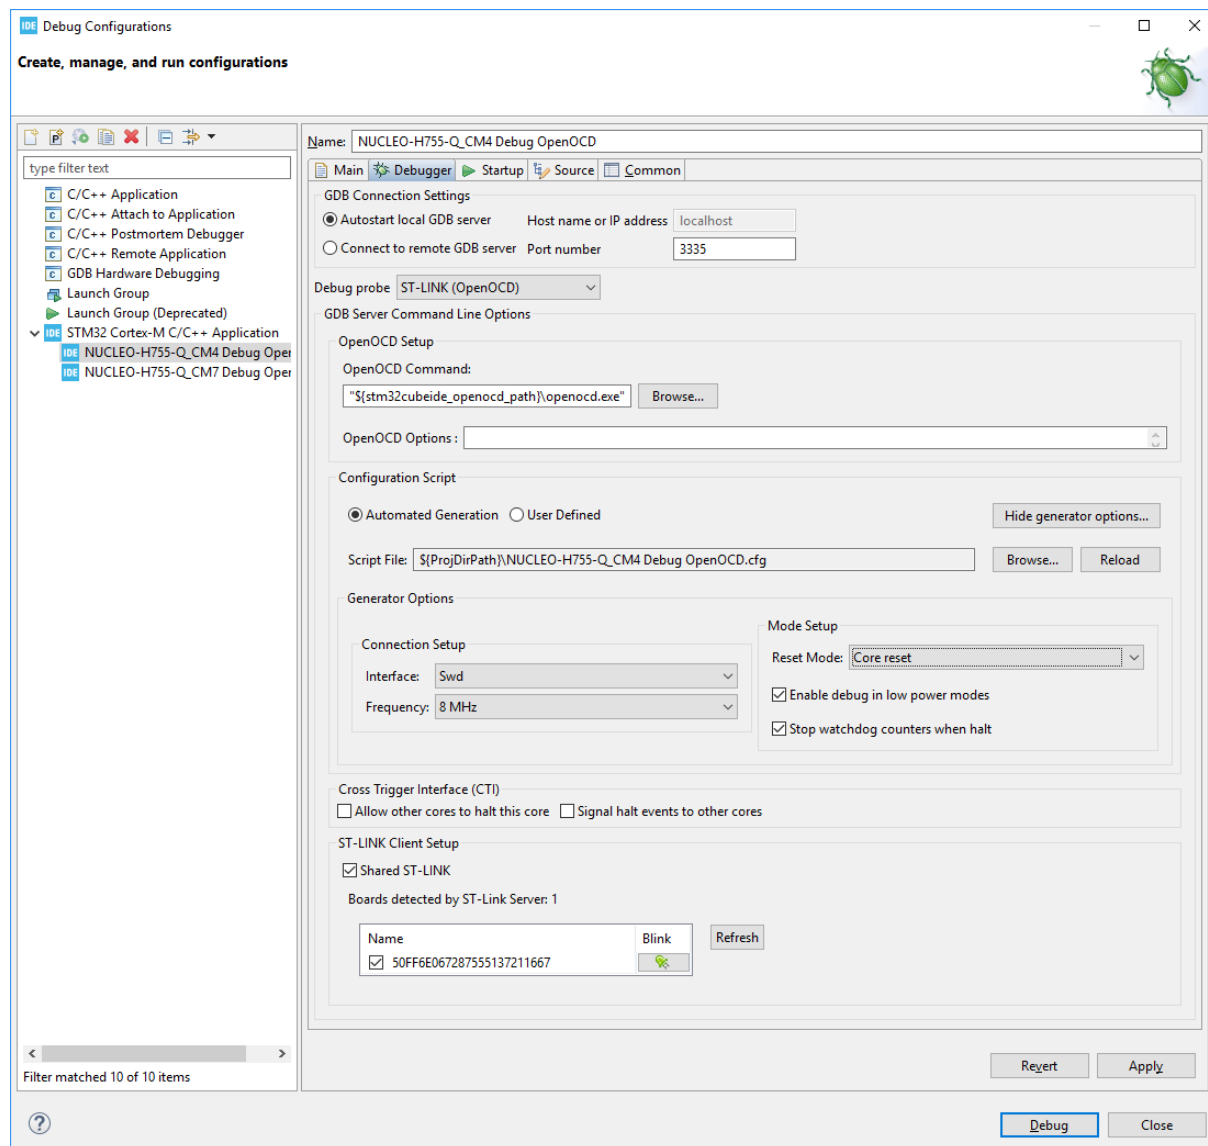 IDE Debug Configurations
Create, manage, and run configurations
type filter text
C/C++ Application
C/C++ Attach to Application
C/C++ Postmortem Debugger
C/C++ Remote Application
GDB Hardware Debugging
Launch Group
Launch Group (Deprecated)
IDE STM32 Cortex-M C/C++ Application
IDE NUCLEO-H755-Q_CM4 Debug Oper
IDE NUCLEO-H755-Q_CM7 Debug Oper
Filter matched 10 of 10 items
Name: NUCLEO-H755-Q_CM4 Debug OpenOCD
Main Debugger Startup Source Common
GDB Connection Settings
Autostart local GDB server Host name or IP address localhost
Connect to remote GDB server Port number 3335
Debug probe ST-LINK (OpenOCD)
GDB Server Command Line Options
OpenOCD Setup
OpenOCD Command:
"${stm32cubeide_openocd_path}\openocd.exe" Browse...
OpenOCD Options :
Configuration Script
Automated Generation User Defined Hide generator options...
Script File: ${ProjDirPath}\NUCLEO-H755-Q_CM4 Debug OpenOCD.cfg Browse... Reload
Generator Options
Connection Setup
Interface: Swd
Frequency: 8 MHz
Mode Setup
Reset Mode: Core reset
Enable debug in low power modes
Stop watchdog counters when halt
Cross Trigger Interface (CTI)
Allow other cores to halt this core Signal halt events to other cores
ST-LINK Client Setup
Shared ST-LINK
Boards detected by ST-Link Server: 1
Name Blink Refresh
50FF6E067287555137211667
Revert Apply
? Debug Close